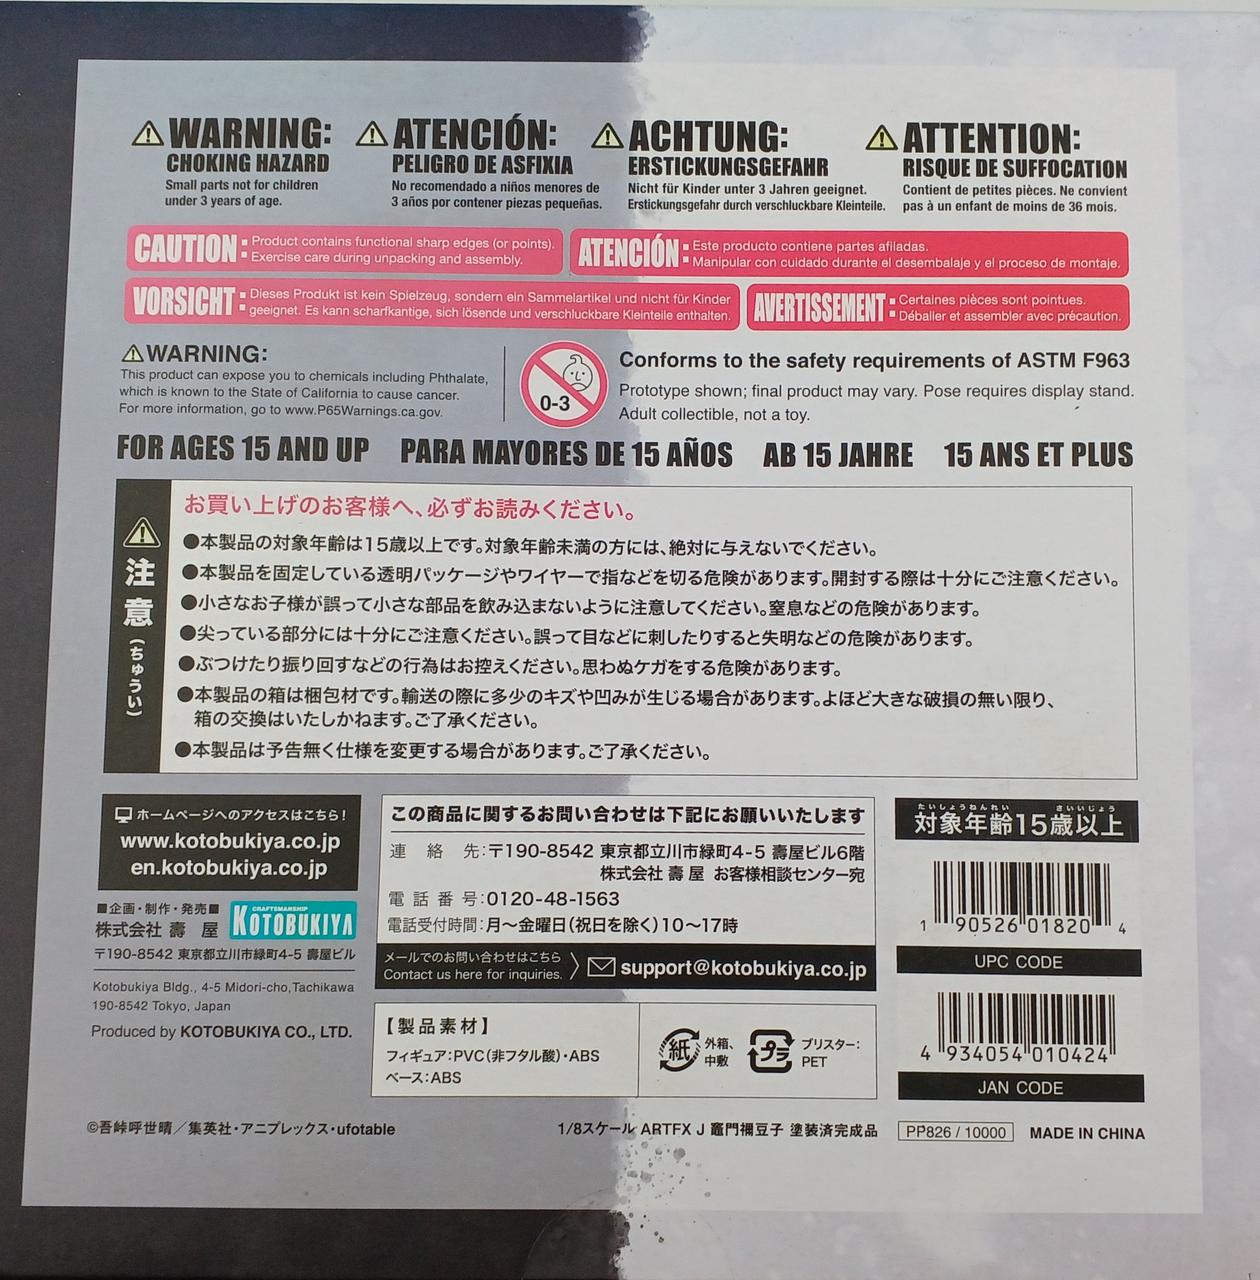 WARNING:
CHOKING HAZARD
Small parts not for children
under 3 years of age.
ATENCIÓN:
PELIGRO DE ASFIXIA
No recomendado a niños menores de
3 años por contener piezas pequeñas.
ACHTUNG:
ERSTICKUNGSGEFAHR
Nicht für Kinder unter 3 Jahren geeignet.
Erstickungsgefahr durch verschluckbare Kleinteile.
ATTENTION:
RISQUE DE SUFFOCATION
Contient de petites pièces. Ne convient
pas à un enfant de moins de 36 mois.
CAUTION: Product contains functional sharp edges (or points).
Exercise care during unpacking and assembly.
ATENCIÓN: Este producto contiene partes afiladas.
Manipular con cuidado durante el desembalaje y el proceso de montaje.
VORSICHT: Dieses Produkt ist kein Spielzeug, sondern ein Sammelartikel und nicht für Kinder
geeignet. Es kann scharfkantige, sich lösende und verschluckbare Kleinteile enthalten.
AVERTISSEMENT: Certaines pièces sont pointues.
Déballer et assembler avec précaution.
WARNING:
This product can expose you to chemicals including Phthalate,
which is known to the State of California to cause cancer.
For more information, go to www.P65Warnings.ca.gov.
0-3
Conforms to the safety requirements of ASTM F963
Prototype shown; final product may vary. Pose requires display stand.
Adult collectible, not a toy.
FOR AGES 15 AND UP PARA MAYORES DE 15 AÑOS AB 15 JAHRE 15 ANS ET PLUS
注意(ちゅうい)
お買い上げのお客様へ、必ずお読みください。
●本製品の対象年齢は15歳以上です。対象年齢未満の方には、絶対に与えないでください。
●本製品を固定している透明パッケージやワイヤーで指などを切る危険があります。開封する際は十分にご注意ください。
●小さなお子様が誤って小さな部品を飲み込まないように注意してください。窒息などの危険があります。
●尖っている部分には十分にご注意ください。誤って目などに刺したりすると失明などの危険があります。
●ぶつけたり振り回すなどの行為はお控えください。思わぬケガをする危険があります。
●本製品の箱は梱包材です。輸送の際に多少のキズや凹みが生じる場合があります。よほど大きな破損の無い限り、
箱の交換はいたしかねます。ご了承ください。
●本製品は予告無く仕様を変更する場合があります。ご了承ください。
ホームページへのアクセスはこちら!
www.kotobukiya.co.jp
en.kotobukiya.co.jp
■企画・制作・発売■
株式会社 壽 屋
CRAFTSMANSHIP
KOTOBUKIYA
〒190-8542 東京都立川市緑町4-5 壽屋ビル
Kotobukiya Bldg., 4-5 Midori-cho,Tachikawa
190-8542 Tokyo, Japan
Produced by KOTOBUKIYA CO., LTD.
この商品に関するお問い合わせは下記にお願いいたします
連絡先:〒190-8542 東京都立川市緑町4-5 壽屋ビル6階
株式会社 壽 屋 お客様相談センター宛
電話番号:0120-48-1563
電話受付時間:月〜金曜日(祝日を除く)10〜17時
メールでのお問い合わせはこちら
Contact us here for inquiries.
support@kotobukiya.co.jp
【製品素材】
フィギュア:PVC(非フタル酸)・ABS
ベース:ABS
紙
外箱、
中敷
プラ
ブリスター:
PET
たいしょうねんれい さいいじょう
対象年齢15歳以上
1 90526 01820 4
UPC CODE
4 934054 010424
JAN CODE
©吾峠呼世晴／集英社・アニプレックス・ufotable
1/8スケール ARTFX J 竈門禰豆子 塗装済完成品
PP826 / 10000
MADE IN CHINA